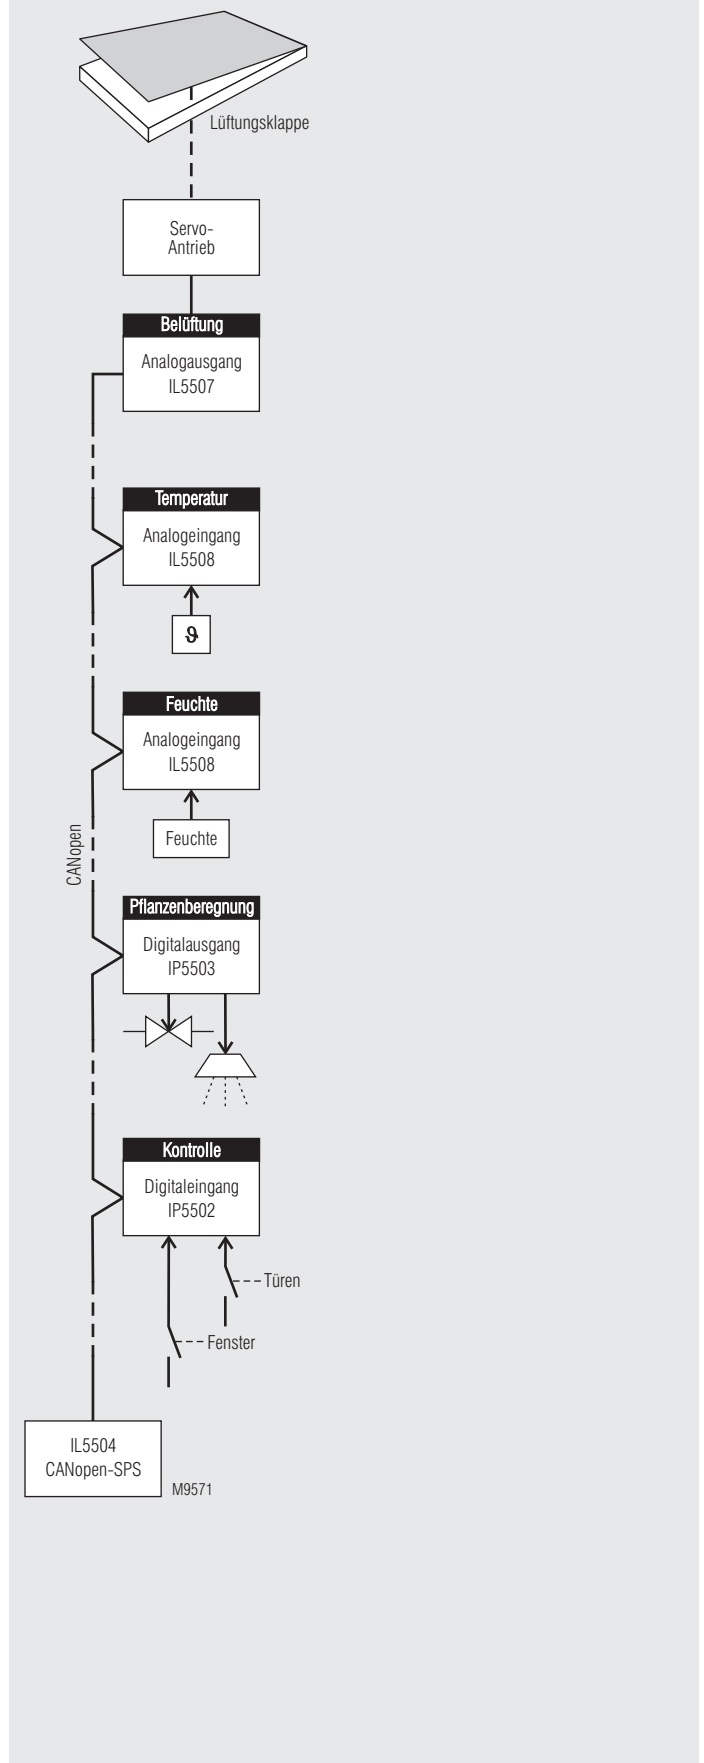 Lüftungsklappe
Servo-
Antrieb
Belüftung
Analogausgang
IL5507
Temperatur
Analogeingang
IL5508
ϑ
Feuchte
Analogeingang
IL5508
Feuchte
CANopen
Pflanzenberegnung
Digitalausgang
IP5503
Kontrolle
Digitaleingang
IP5502
Türen
Fenster
IL5504
CANopen-SPS
M9571